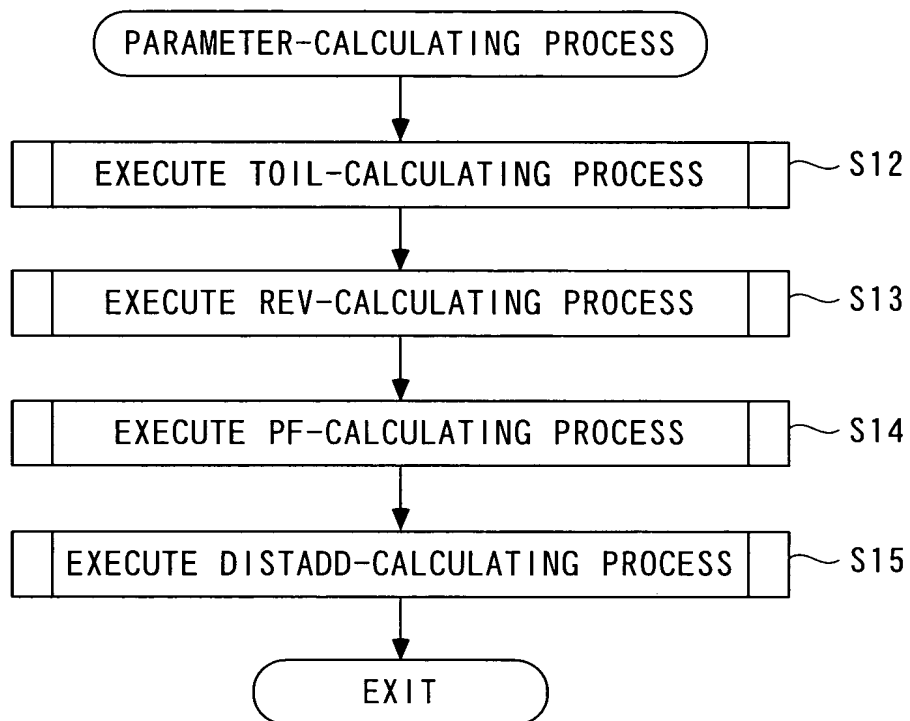 PARAMETER-CALCULATING PROCESS
EXECUTE TOIL-CALCULATING PROCESS S12
EXECUTE REV-CALCULATING PROCESS S13
EXECUTE PF-CALCULATING PROCESS S14
EXECUTE DISTADD-CALCULATING PROCESS S15
EXIT